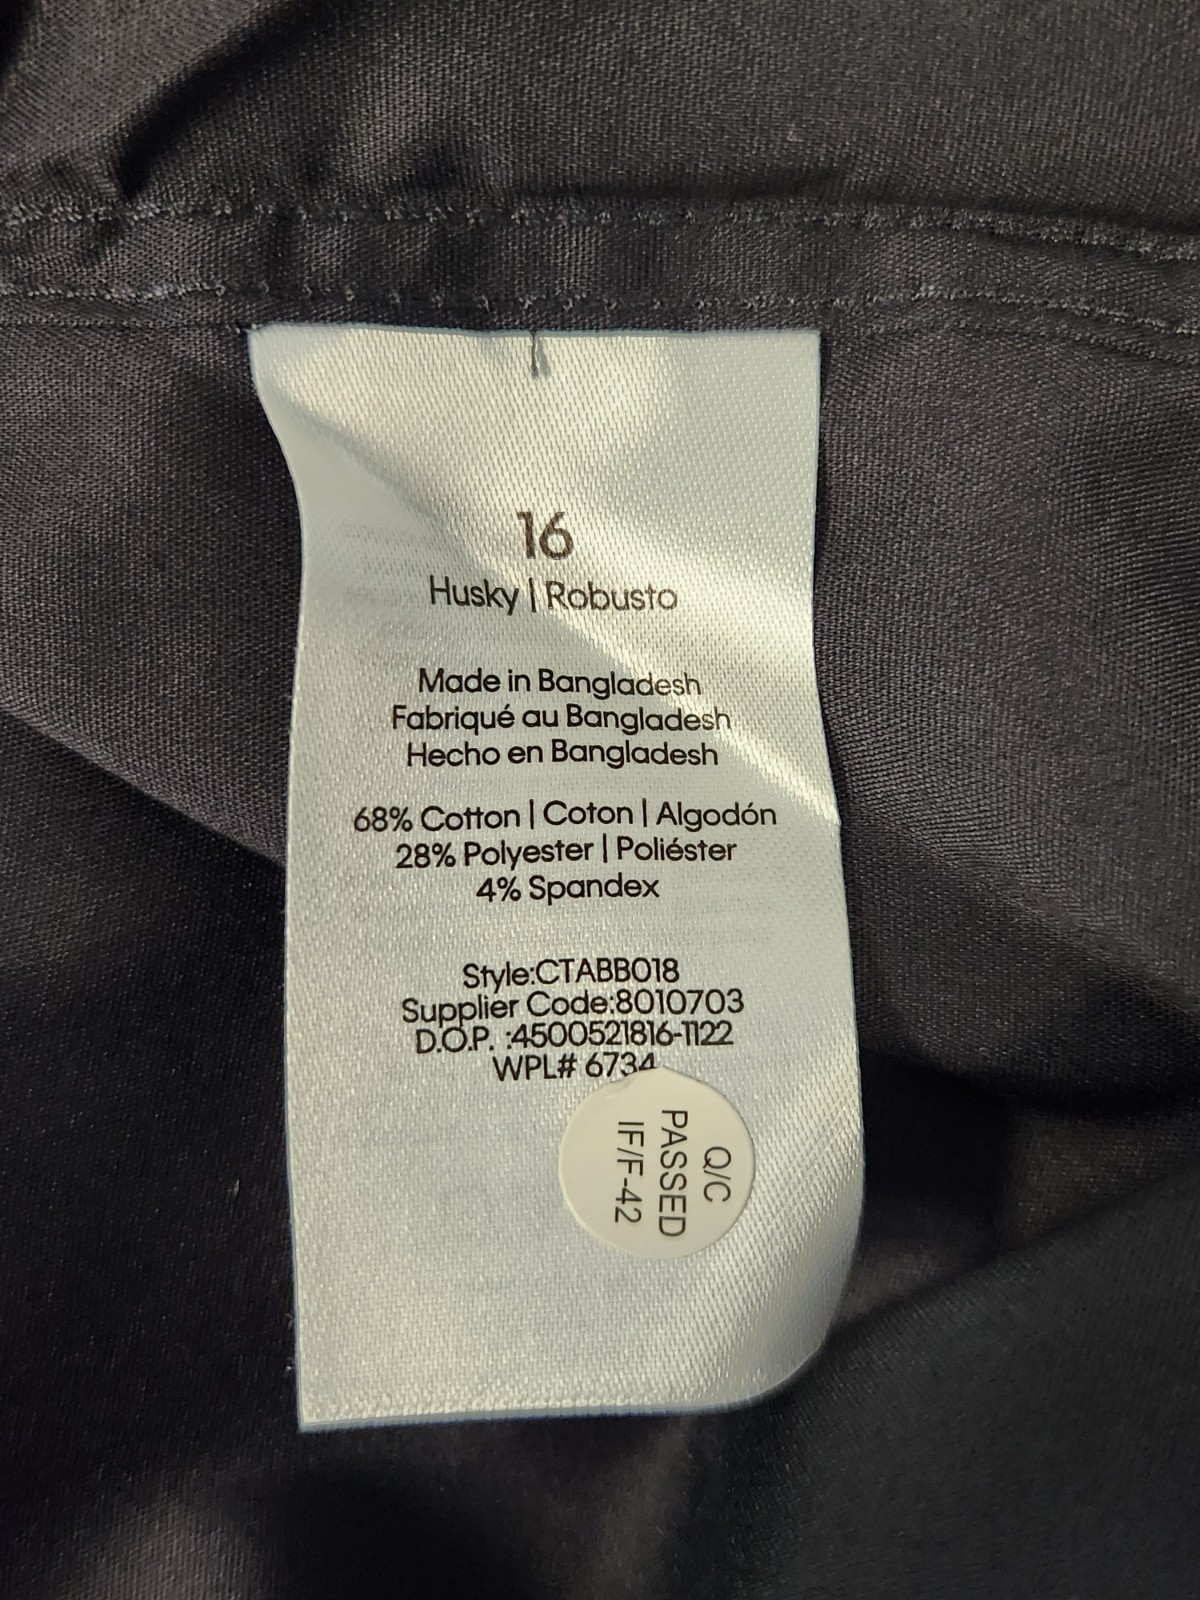 16
Husky | Robusto
Made in Bangladesh
Fabriqué au Bangladesh
Hecho en Bangladesh
68% Cotton | Coton | Algodón
28% Polyester | Poliéster
4% Spandex
Style:CTABB018
Supplier Code:8010703
D.O.P. :4500521816-1122
WPL# 6734
Q/C
PASSED
IF/F-42